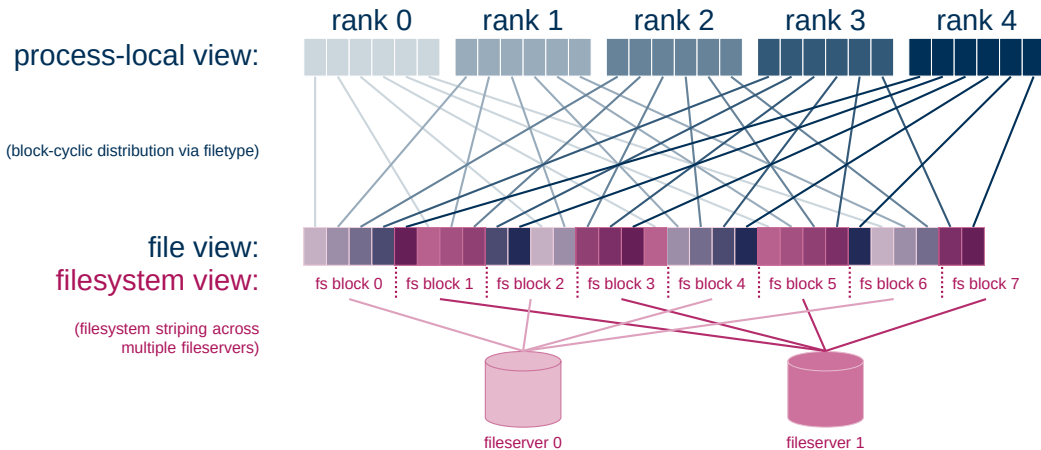 rank 0 rank 1 rank 2 rank 3 rank 4
process-local view:
(block-cyclic distribution via filetype)
file view:
filesystem view:
fs block 0 fs block 1 fs block 2 fs block 3 fs block 4 fs block 5 fs block 6 fs block 7
(filesystem striping across
multiple fileservers)
fileserver 0 fileserver 1